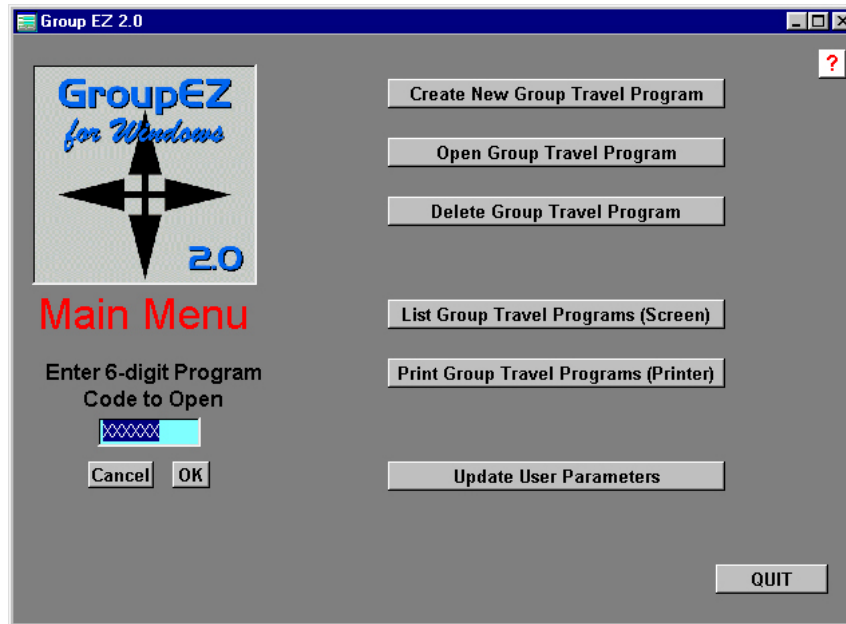 Group EZ 2.0
?
GroupEZ
for Windows
2.0
Main Menu
Enter 6-digit Program
Code to Open
XXXXXX
Cancel OK
Create New Group Travel Program
Open Group Travel Program
Delete Group Travel Program
List Group Travel Programs (Screen)
Print Group Travel Programs (Printer)
Update User Parameters
QUIT